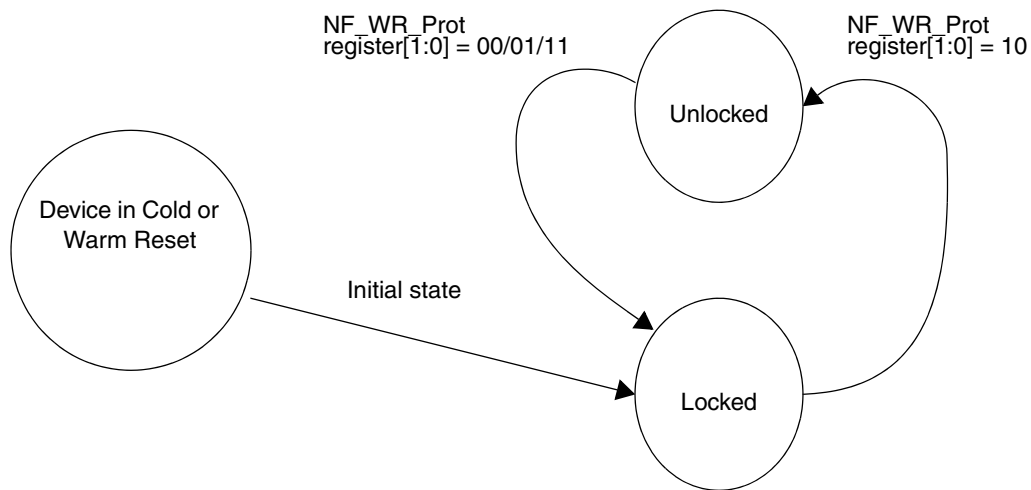 NF_WR_Prot
register[1:0] = 00/01/11
NF_WR_Prot
register[1:0] = 10
Unlocked
Device in Cold or
Warm Reset
Initial state
Locked